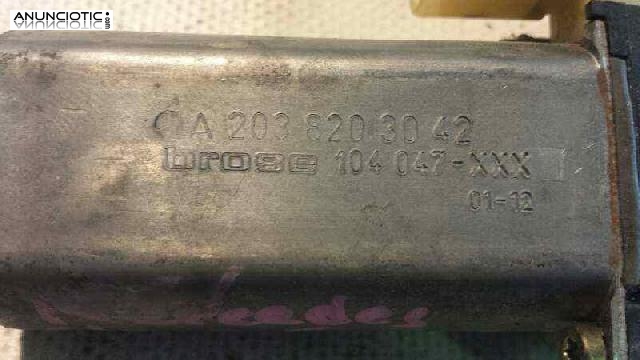 ANUNCIOTIC.COM
A 203 820 30 42
brose 104 047-XXX
01-12